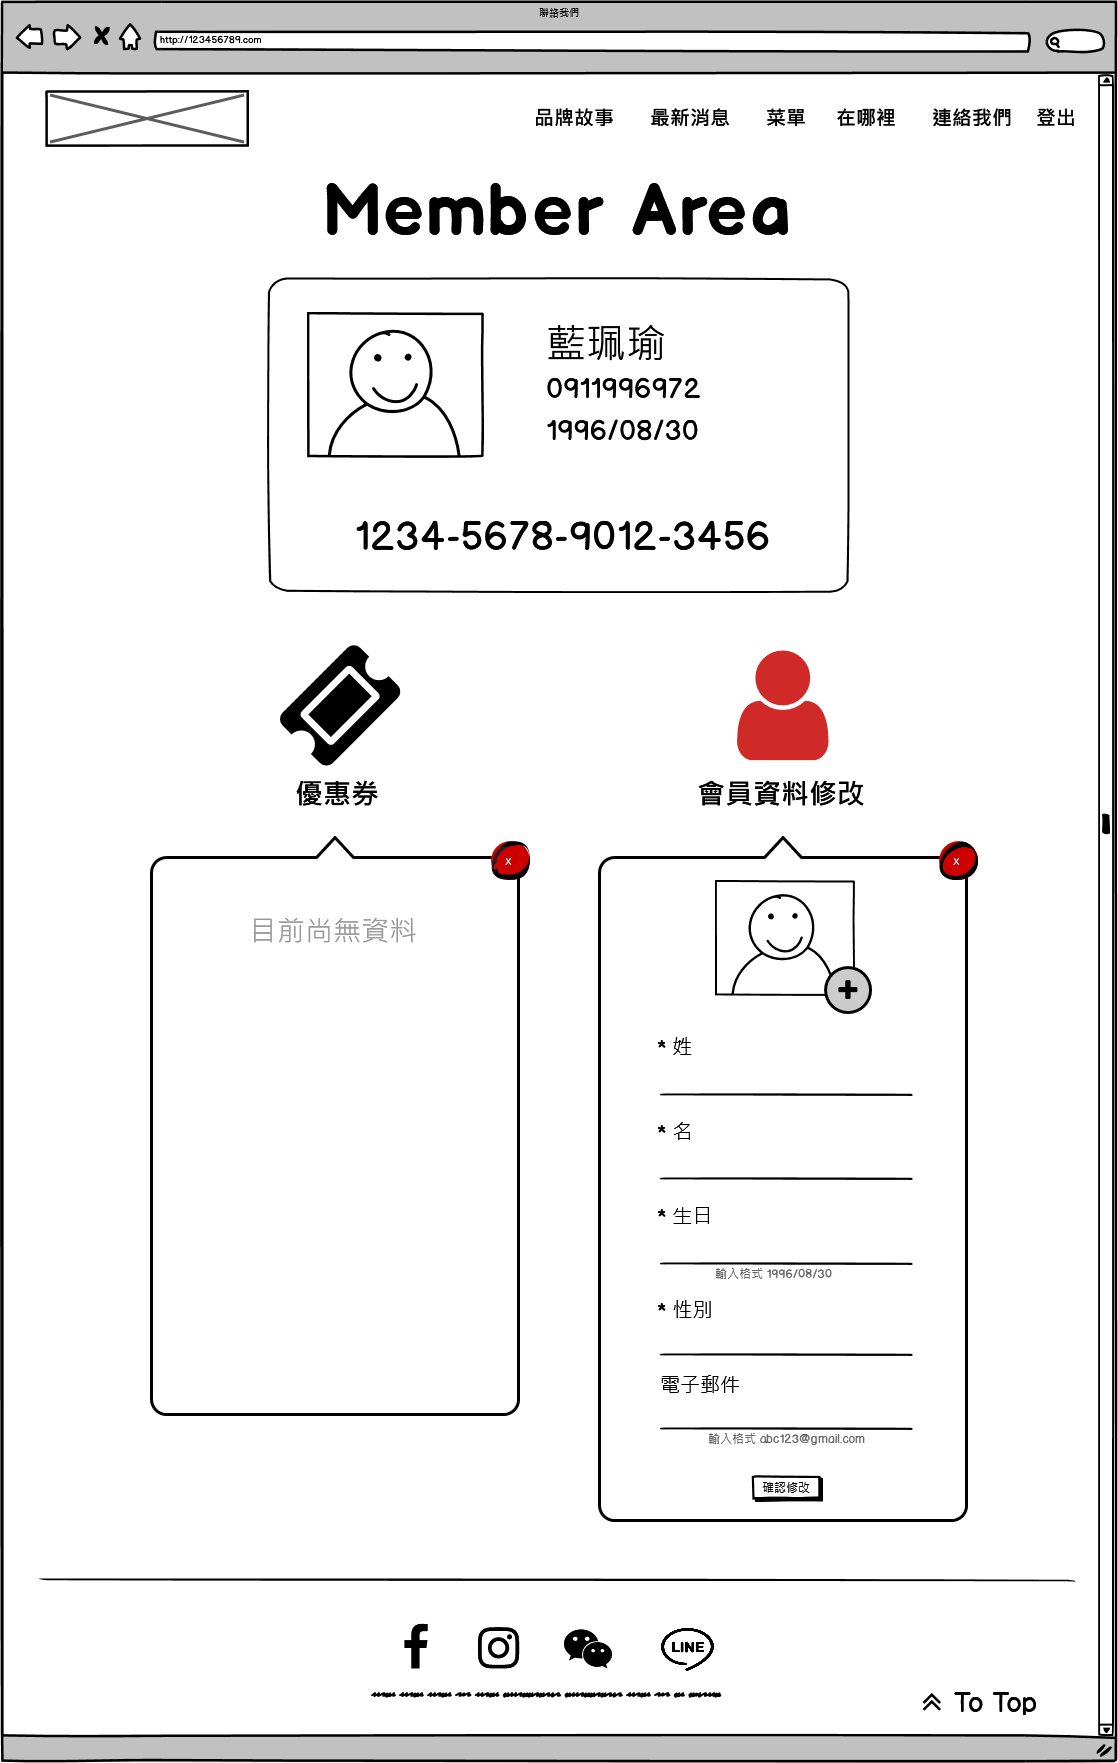 聯絡我們
http://123456789.com
品牌故事 最新消息 菜單 在哪裡 連絡我們 登出
Member Area
藍珮瑜
0911996972
1996/08/30
1234-5678-9012-3456
優惠券
會員資料修改
x
x
目前尚無資料
* 姓
* 名
* 生日
輸入格式 1996/08/30
* 性別
電子郵件
輸入格式 abc123@gmail.com
確認修改
LINE
To Top